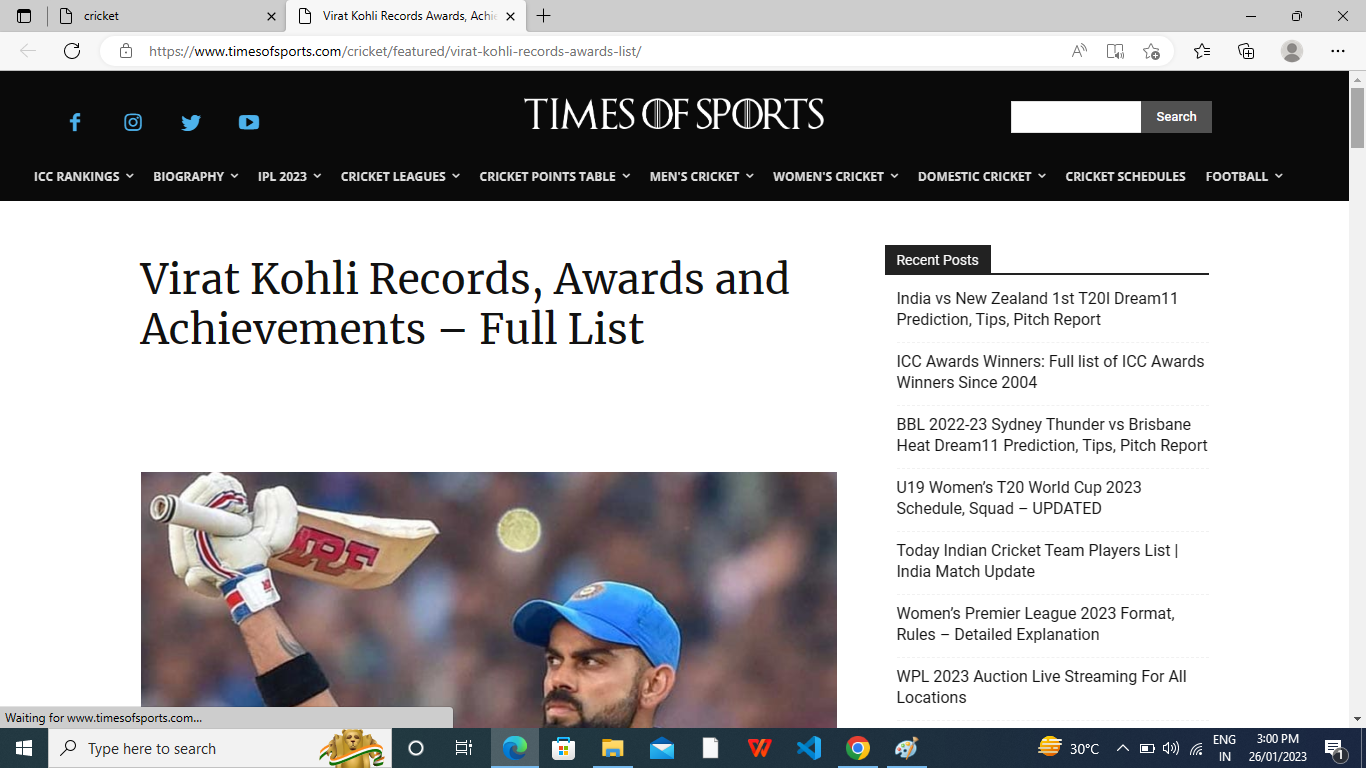 cricket
Virat Kohli Records Awards, Achie
https://www.timesofsports.com/cricket/featured/virat-kohli-records-awards-list/
TIMES OF SPORTS
Search
ICC RANKINGS BIOGRAPHY IPL 2023 CRICKET LEAGUES CRICKET POINTS TABLE MEN'S CRICKET WOMEN'S CRICKET DOMESTIC CRICKET CRICKET SCHEDULES FOOTBALL
Virat Kohli Records, Awards and
Achievements – Full List
Recent Posts
India vs New Zealand 1st T20I Dream11
Prediction, Tips, Pitch Report
ICC Awards Winners: Full list of ICC Awards
Winners Since 2004
BBL 2022-23 Sydney Thunder vs Brisbane
Heat Dream11 Prediction, Tips, Pitch Report
U19 Women’s T20 World Cup 2023
Schedule, Squad – UPDATED
Today Indian Cricket Team Players List |
India Match Update
Women’s Premier League 2023 Format,
Rules – Detailed Explanation
WPL 2023 Auction Live Streaming For All
Locations
MRF
Waiting for www.timesofsports.com...
Type here to search
30°C
ENG
IN
3:00 PM
26/01/2023
1